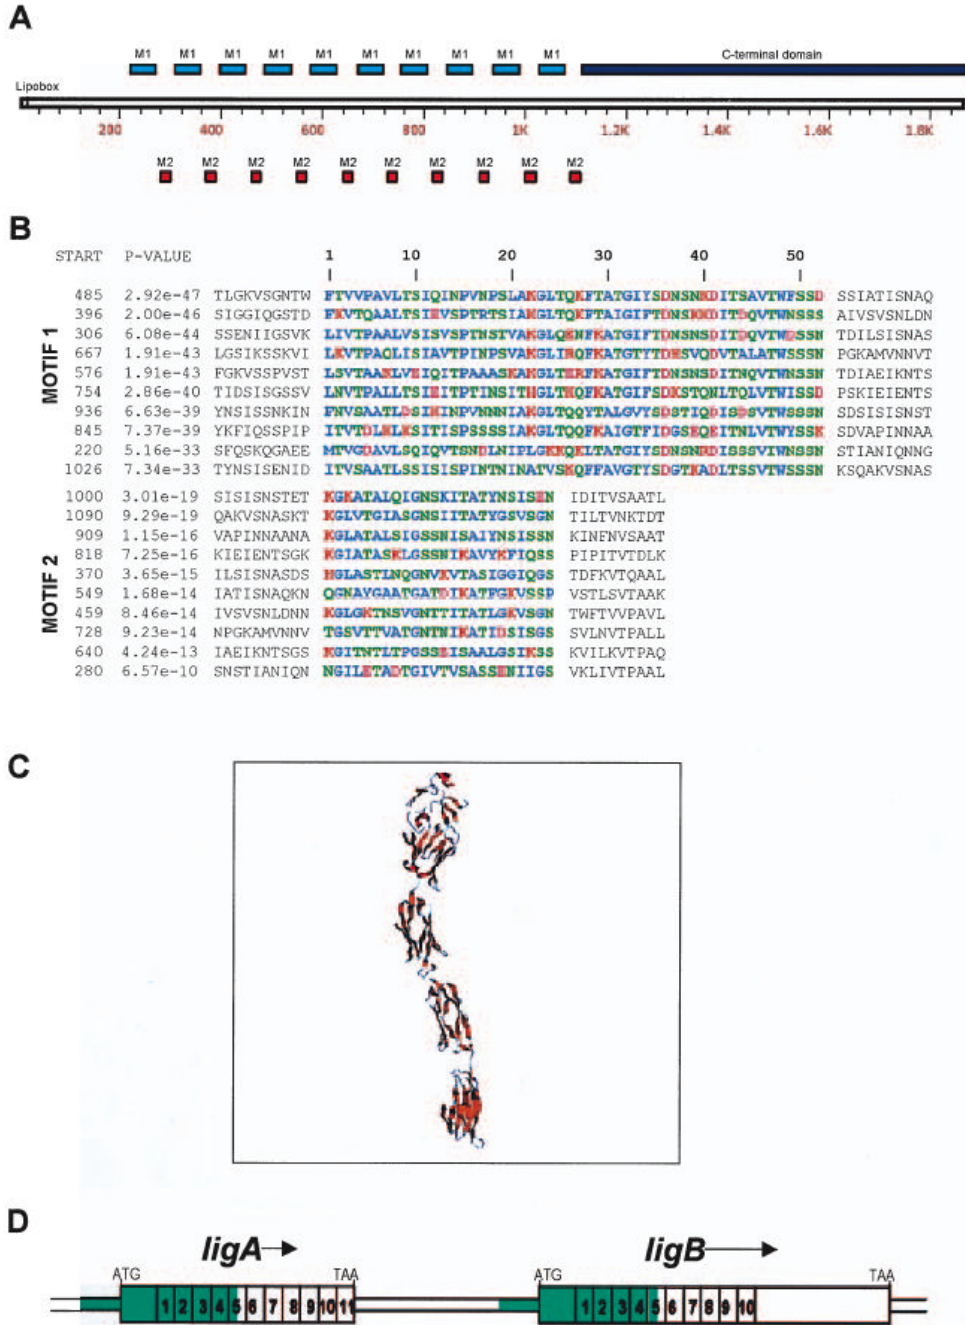 A
M1 M1 M1 M1 M1 M1 M1 M1 M1 M1 C-terminal domain
Lipobox
200 400 600 800 1K 1.2K 1.4K 1.6K 1.8K
M2 M2 M2 M2 M2 M2 M2 M2 M2 M2
B
START P-VALUE 1 10 20 30 40 50
MOTIF 1
485 2.92e-47 TLGKVSGNTW FTVVPAVLTSIQINPVNPSLAKGLTQKFTATGIYSDNSNKDITSAVTWFSSD SSIATISNAQ
396 2.00e-46 SIGGIQGSTD FKVTQAALTSIEVSPTRTSIAKGLTQKFTATGIFTDNSKKDITDQVTWNSSS AIVSVSNLDN
306 6.08e-44 SSENIIGSVK LIVTPAALVSIAVSPTNSTVAKGLQENFKATGIFTDNSNSDITDQVTWDSSN TDILSISNAS
667 1.91e-43 LGSIKSSKVI LKVTPAQLISIAVTPINPSVAKGLIRQFKATGTYTDHSVQDVTALATWSSSN PGKAMVNNVT
576 1.91e-43 FGKVSSPVST LSVTAAKLVEIQITPAAASKAKGLTERFKATGIFTDNSNSDITNQVTWNSSN TDIAEIKNTS
754 2.86e-40 TIDSISGSSV LNVTPALLTSIEITPTINSITHGLTKQFKATGIFSDKSTQNLTQLVTWISSD PSKIEIENTS
936 6.63e-39 YNSISSNKIN FNVSAATLDSIKINPVNNNIAKGLTQQYTALGVYSDSTIQDISDSVTWSSSN SDSISISNST
845 7.37e-39 YKFIQSSPIP ITVTDLKLKSITISPSSSSIAKGLTQQFKAIGTFIDGSEQEITNLVTWYSSK SDVAPINNAA
220 5.16e-33 SFQSKQGAEE MTVGDAVLTSIQVTSNDLNIPLGKKQKLTATGIYSDNSNRDISSSVIWNSSN STIANIQNNG
1026 7.34e-33 TYNSISENID ITVSAATLSSISISPINTNINATVSKQFFAVGTYSDGTKADLTSSVTWSSSN KSQAKVSNAS
MOTIF 2
1000 3.01e-19 SISISNSTET KGKATALQIGNSKITATYNSISEN IDITVSAATL
1090 9.29e-19 QAKVSNASKT KGLVTGIASGNSIITATYGSVSGN TILTVNKTDT
909 1.15e-16 VAPINNAANA KGLATALSIGSSNISAIYNSISSN KINFNVSAAT
818 7.25e-16 KIEIENTSGK KGIATASKLGSSNIKAVYKFIQSS PIPITVTDLK
370 3.65e-15 ILSISNASDS HGLASTLNQGNVKVTASIGGIQGS TDFKVTQAAL
549 1.68e-14 IATISNAQKN QGNAYGAATGATDIKATFGKVSSP VSTLSVTAAK
459 8.46e-14 IVSVSNLDNN KGLGKTNSVGNTTITATLGKVSGN TWFTVVPAVL
728 9.23e-14 NPGKAMVNNV TGSVTTVATGNTNIKATIDSISGS SVLNVTPALL
640 4.24e-13 IAEIKNTSGS KGITNTLTPGSSEISAALGSIKSS KVILKVTPAQ
280 6.57e-10 SNSTIANIQN NGILETADTGIVTVSASSENIIGS VKLIVTPAAL
C
D
ligA ligB
ATG TAA ATG TAA
1 2 3 4 5 6 7 8 9 10 11 1 2 3 4 5 6 7 8 9 10